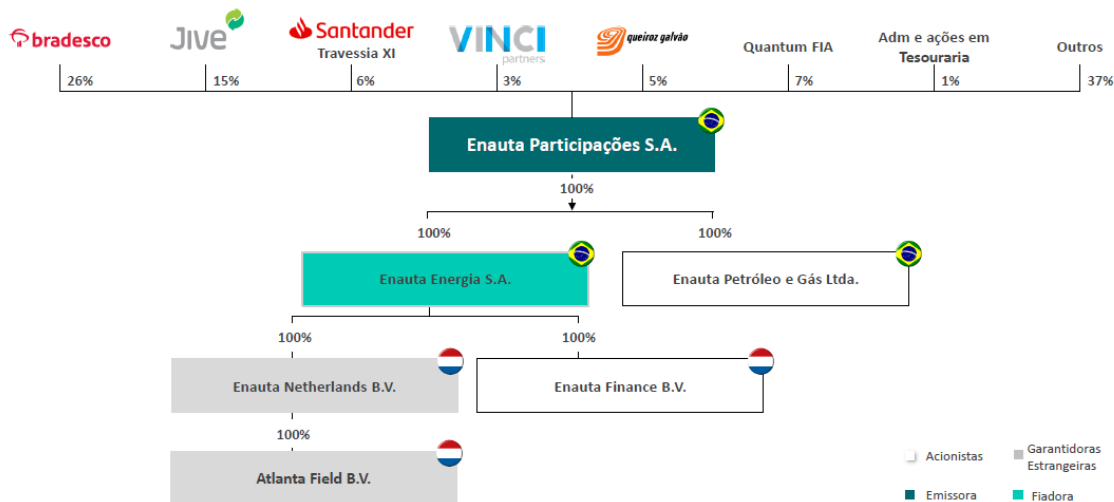 bradesco
JIVE
Santander
Travessia XI
VINCI
partners
queiroz galvão
Quantum FIA
Adm e ações em
Tesouraria
Outros
26%
15%
6%
3%
5%
7%
1%
37%
Enauta Participações S.A.
100%
100%
100%
Enauta Energia S.A.
Enauta Petróleo e Gás Ltda.
100%
100%
Enauta Netherlands B.V.
Enauta Finance B.V.
100%
Atlanta Field B.V.
Acionistas
Garantidoras
Estrangeiras
Emissora
Fiadora